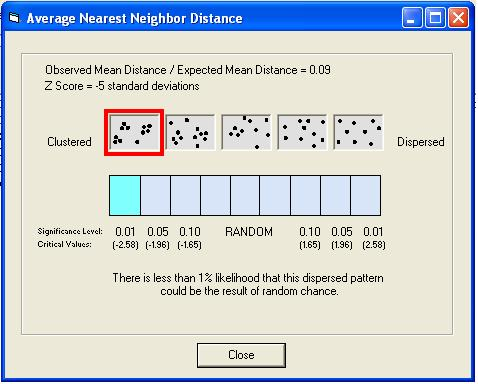 Average Nearest Neighbor Distance
Observed Mean Distance / Expected Mean Distance = 0.09
Z Score = -5 standard deviations
Clustered Dispersed
Significance Level: 0.01 0.05 0.10 RANDOM 0.10 0.05 0.01
Critical Values: (-2.58) (-1.96) (-1.65) (1.65) (1.96) (2.58)
There is less than 1% likelihood that this dispersed pattern
could be the result of random chance.
Close